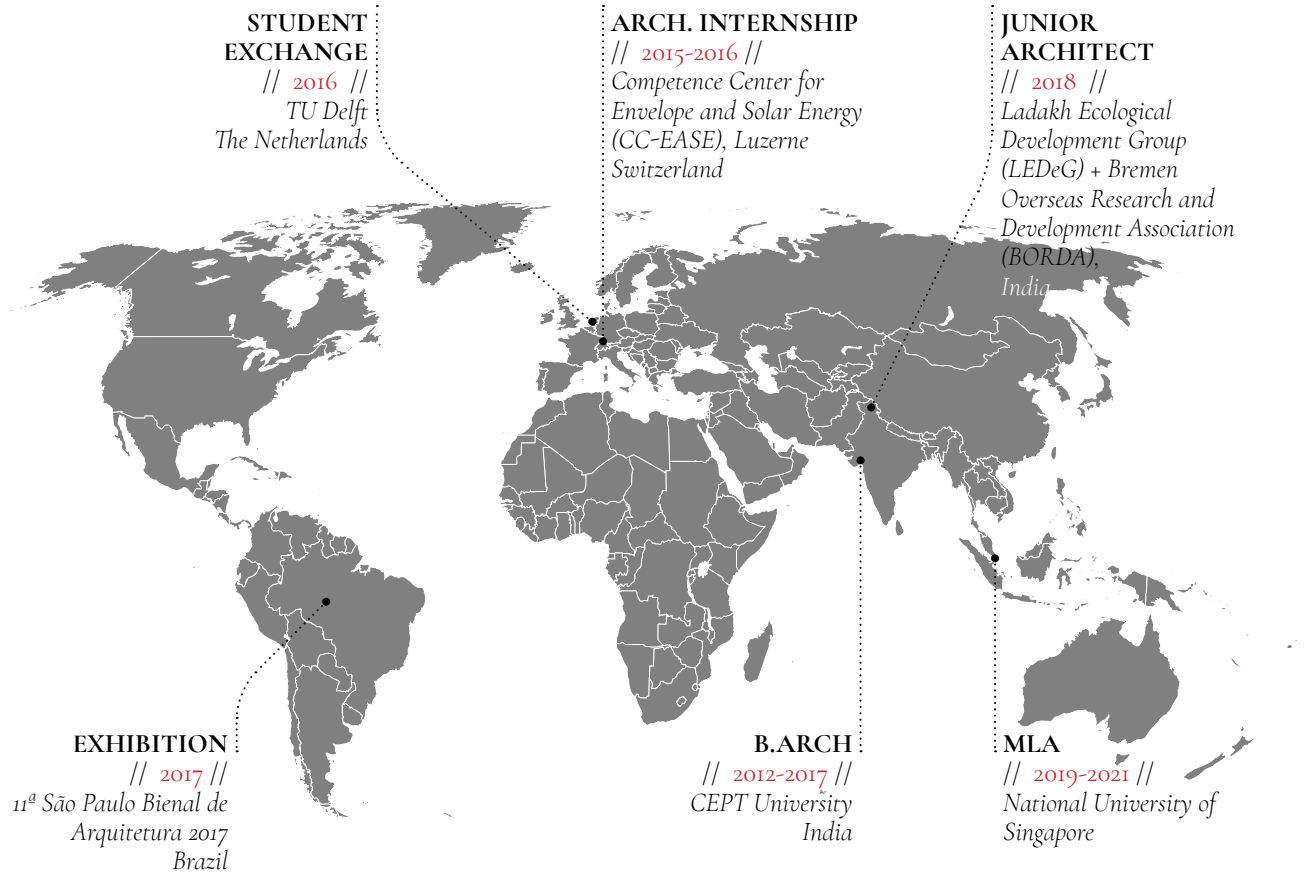 STUDENT
EXCHANGE
// 2016 //
TU Delft
The Netherlands
ARCH. INTERNSHIP
// 2015-2016 //
Competence Center for
Envelope and Solar Energy
(CC-EASE), Luzerne
Switzerland
JUNIOR
ARCHITECT
// 2018 //
Ladakh Ecological
Development Group
(LEDeG) + Bremen
Overseas Research and
Development Association
(BORDA),
India
EXHIBITION
// 2017 //
11ª São Paulo Bienal de
Arquitetura 2017
Brazil
B.ARCH
// 2012-2017 //
CEPT University
India
MLA
// 2019-2021 //
National University of
Singapore